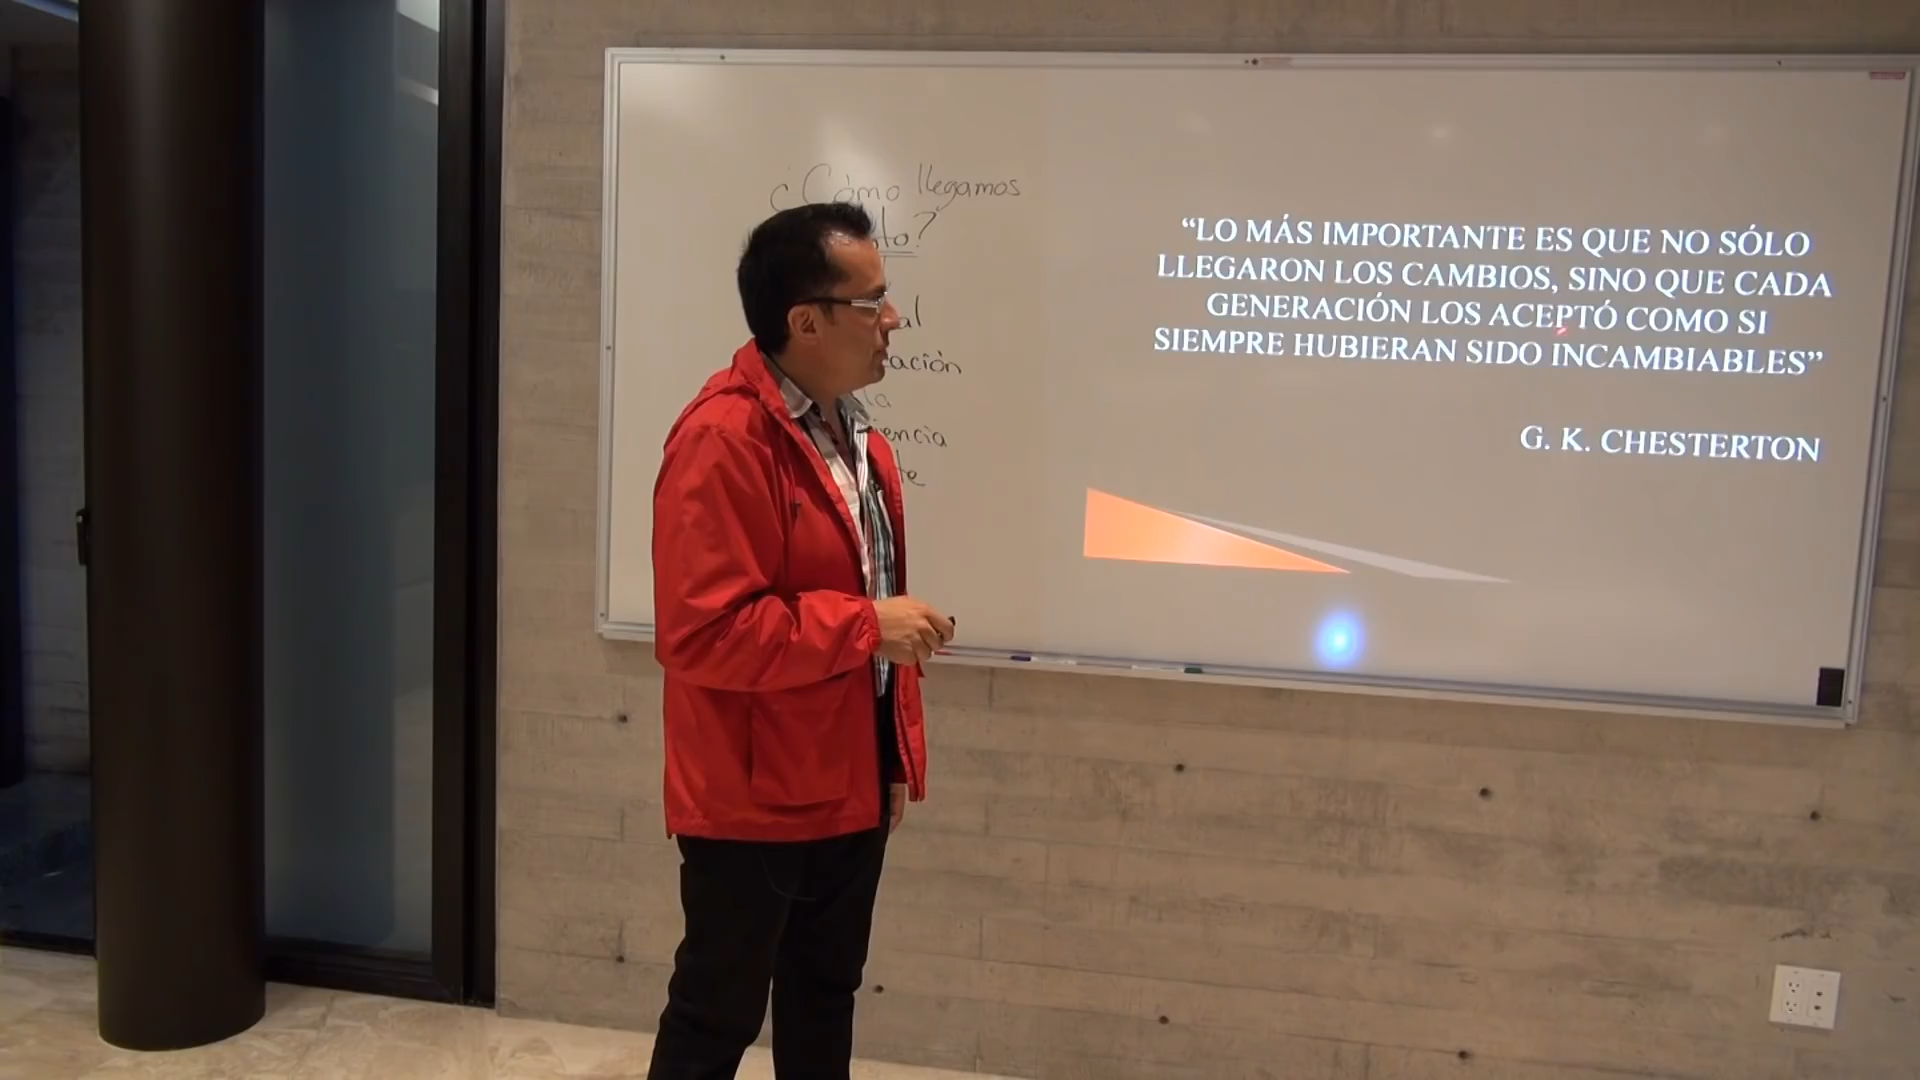 ¿Cómo llegamos
“LO MÁS IMPORTANTE ES QUE NO SÓLO
LLEGARON LOS CAMBIOS, SINO QUE CADA
GENERACIÓN LOS ACEPTÓ COMO SI
SIEMPRE HUBIERAN SIDO INCAMBIABLES”
G. K. CHESTERTON